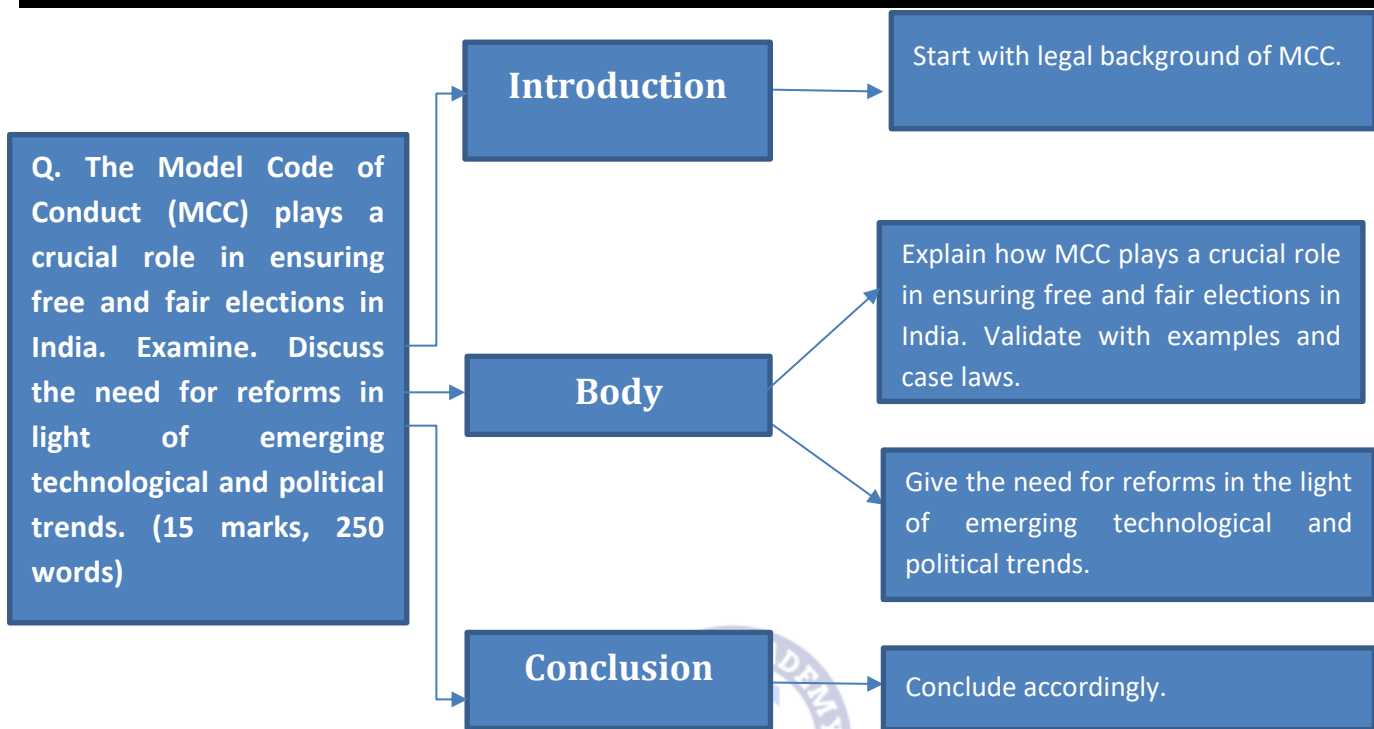 Q. The Model Code of
Conduct (MCC) plays a
crucial role in ensuring
free and fair elections in
India. Examine. Discuss
the need for reforms in
light of emerging
technological and political
trends. (15 marks, 250
words)
Introduction
Start with legal background of MCC.
Body
Explain how MCC plays a crucial role
in ensuring free and fair elections in
India. Validate with examples and
case laws.
Give the need for reforms in the light
of emerging technological and
political trends.
Conclusion
Conclude accordingly.